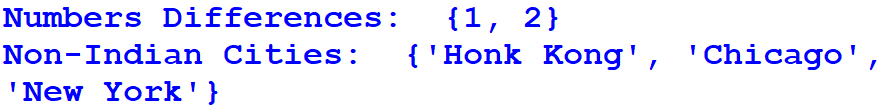 Numbers Differences:  {1, 2}
Non-Indian Cities:  {'Honk Kong', 'Chicago',
'New York'}